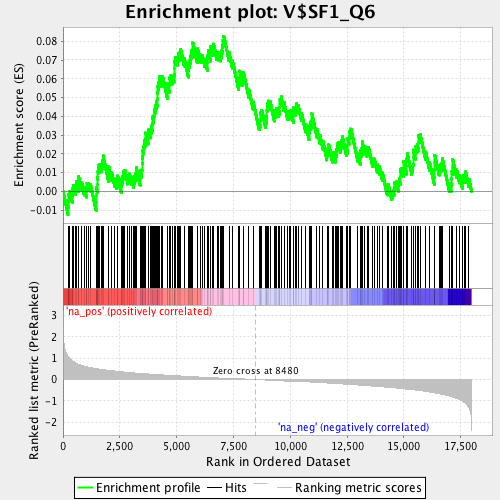 Enrichment plot: V$SF1_Q6
Enrichment score (ES)
0.08
0.07
0.06
0.05
0.04
0.03
0.02
0.01
0.00
-0.01
'na_pos' (positively correlated)
Ranked list metric (PreRanked)
3
2
1
0
-1
-2
Zero cross at 8480
'na_neg' (negatively correlated)
0
2,500
5,000
7,500
10,000
12,500
15,000
17,500
Rank in Ordered Dataset
Enrichment profile
Hits
Ranking metric scores